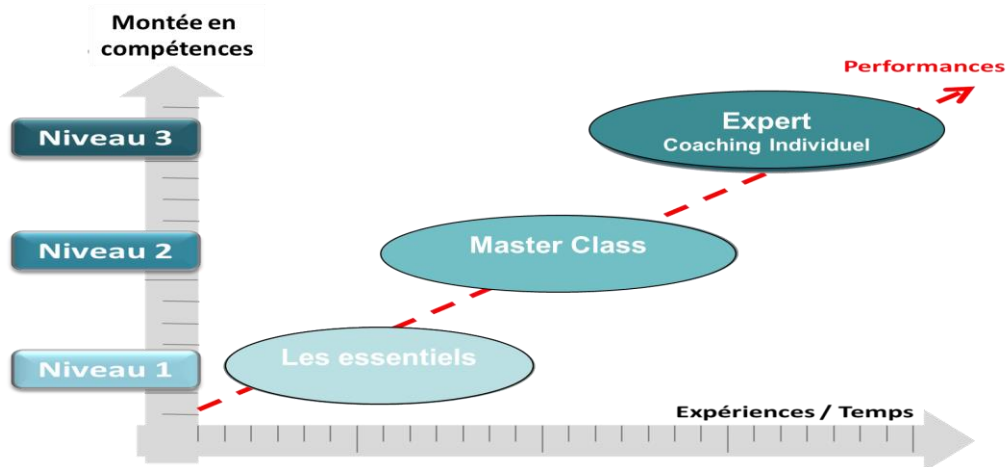 Montée en
compétences
Performances
Niveau 3
Expert
Coaching Individuel
Niveau 2
Master Class
Niveau 1
Les essentiels
Expériences / Temps